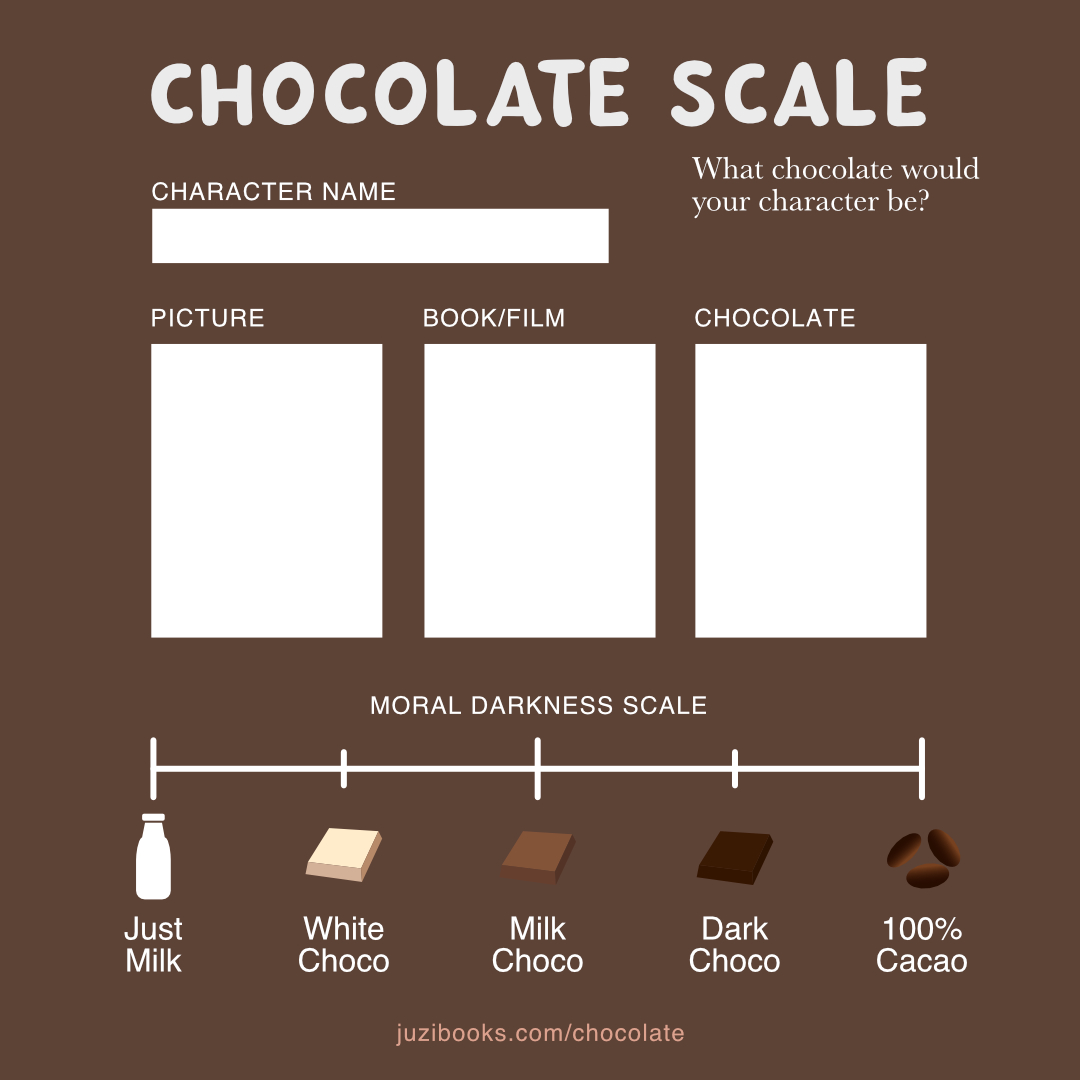 CHOCOLATE SCALE
What chocolate would
your character be?
CHARACTER NAME
PICTURE
BOOK/FILM
CHOCOLATE
MORAL DARKNESS SCALE
Just
Milk
White
Choco
Milk
Choco
Dark
Choco
100%
Cacao
juzibooks.com/chocolate